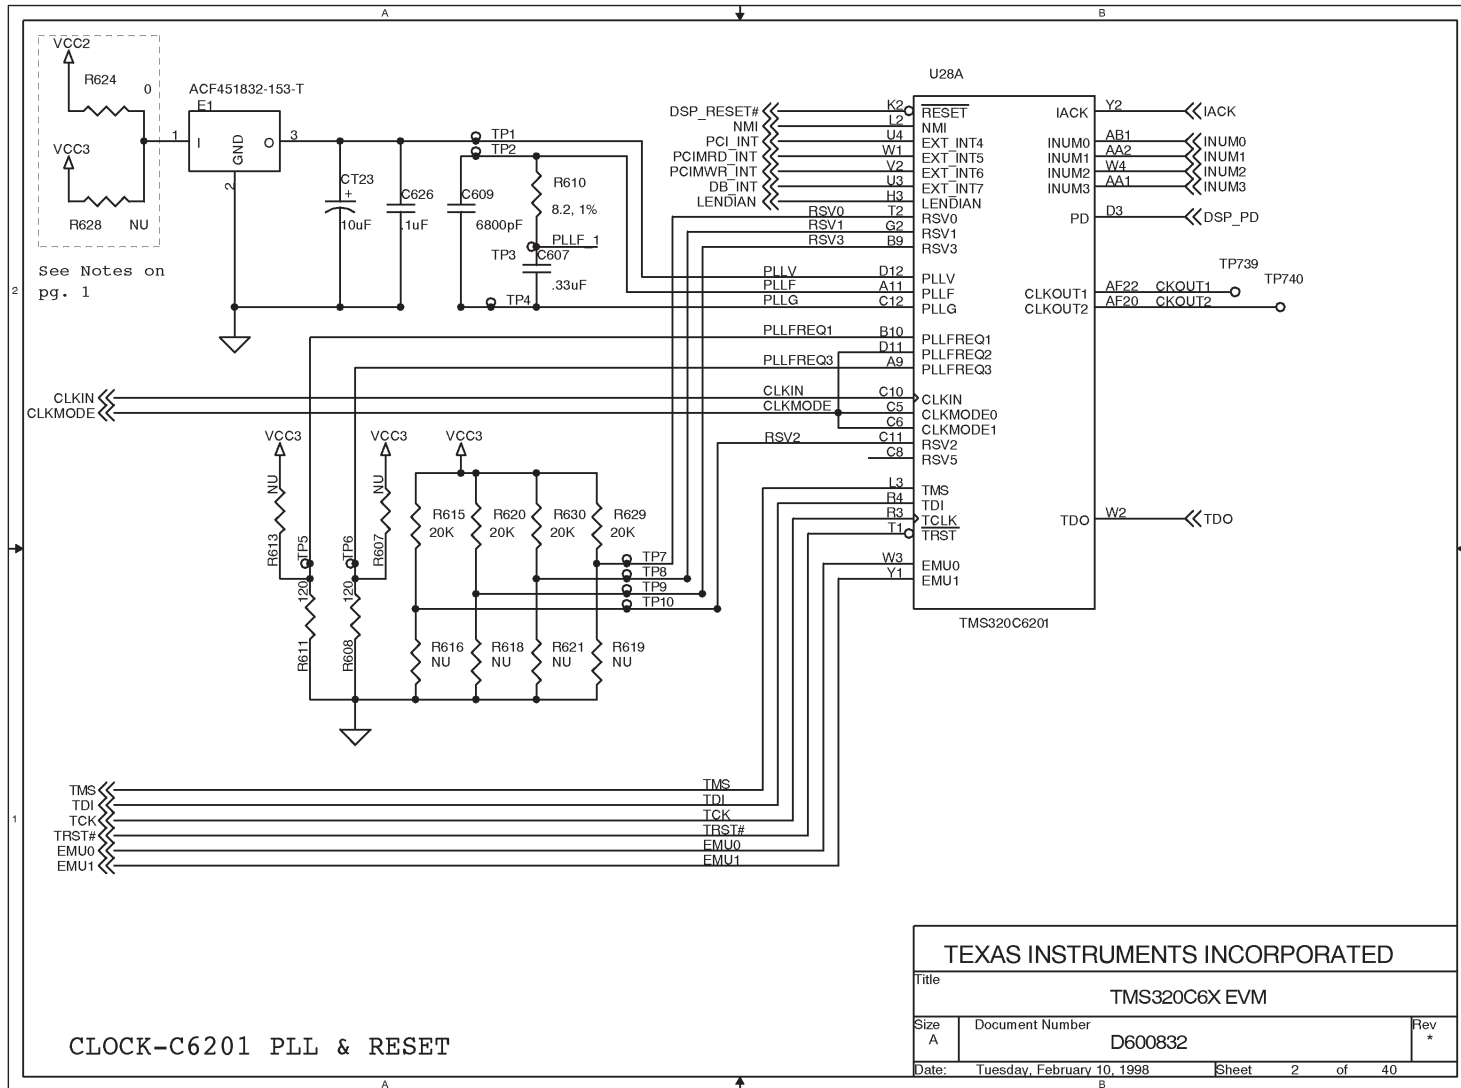 A B
VCC2
R624
0
ACF451832-153-T
E1
1 I GND O 3
2
VCC3
R628 NU
See Notes on
pg. 1
CT23
+
10uF
C626
.1uF
C609
6800pF
TP1
TP2
R610
8.2, 1%
PLLF_1
TP3
C607
.33uF
TP4
U28A
DSP_RESET# K2 RESET
NMI L2 NMI
PCI_INT U4 EXT_INT4
PCIMRD_INT W1 EXT_INT5
PCIMWR_INT V2 EXT_INT6
DB_INT U3 EXT_INT7
LENDIAN H3 LENDIAN
RSV0 T2 RSV0
RSV1 G2 RSV1
RSV3 B9 RSV3
PLLV D12 PLLV
PLLF A11 PLLF
PLLG C12 PLLG
PLLFREQ1 B10 PLLFREQ1
D11 PLLFREQ2
PLLFREQ3 A9 PLLFREQ3
CLKIN CLKIN C10 CLKIN
CLKMODE CLKMODE C5 CLKMODE0
C6 CLKMODE1
RSV2 C11 RSV2
C8 RSV5
L3 TMS
R4 TDI
R3 TCLK
T1 TRST
W3 EMU0
Y1 EMU1
IACK Y2 IACK
INUM0 AB1 INUM0
INUM1 AA2 INUM1
INUM2 W4 INUM2
INUM3 AA1 INUM3
PD D3 DSP_PD
TP739
TP740
CLKOUT1 AF22 CKOUT1
CLKOUT2 AF20 CKOUT2
TDO W2 TDO
TMS320C6201
VCC3 VCC3 VCC3
NU NU
R613 TP5 TP6 R607
R615 R620 R630 R629
20K 20K 20K 20K
TP7
TP8
TP9
TP10
120 120
R611 R608
R616 R618 R621 R619
NU NU NU NU
TMS TMS
TDI TDI
TCK TCK
TRST# TRST#
EMU0 EMU0
EMU1 EMU1
2
1
CLOCK-C6201 PLL & RESET
TEXAS INSTRUMENTS INCORPORATED
Title
TMS320C6X EVM
Size Document Number Rev
A D600832 *
Date: Tuesday, February 10, 1998 Sheet 2 of 40
A B